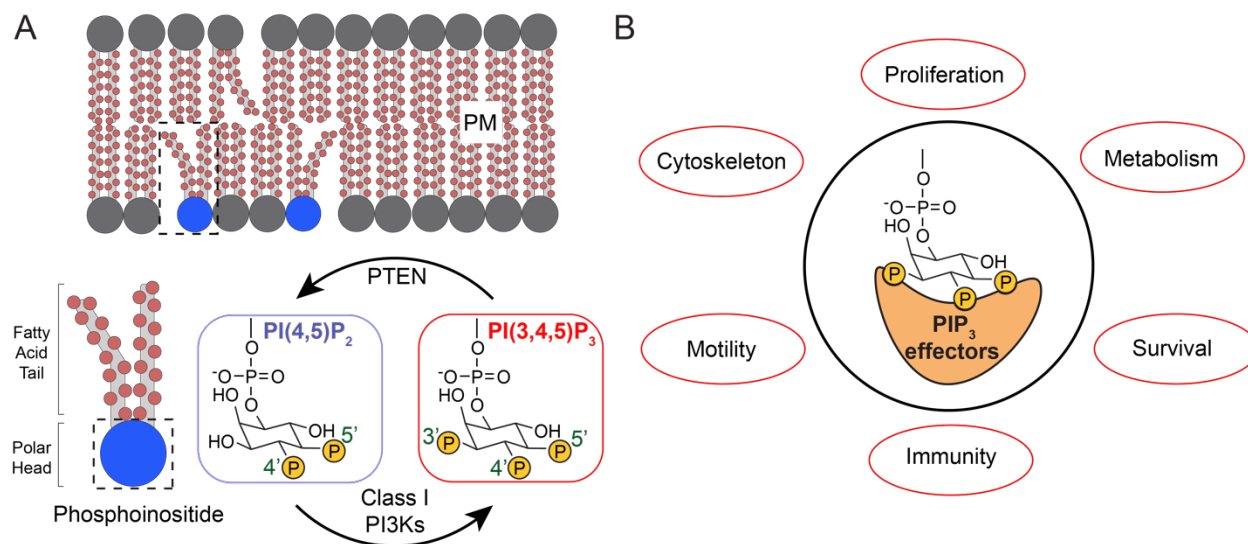 A
PM
Fatty
Acid
Tail
Polar
Head
Phosphoinositide
PTEN
PI(4,5)P2
O
-O-P=O
O
HO
HO
OH
4’
P
P
5’
PI(3,4,5)P3
O
-O-P=O
O
HO
OH
3’
P
4’
P
P
5’
Class I
PI3Ks
B
Proliferation
Cytoskeleton
Metabolism
Motility
Survival
Immunity
O
-O-P=O
O
HO
OH
P
P
P
PIP3
effectors